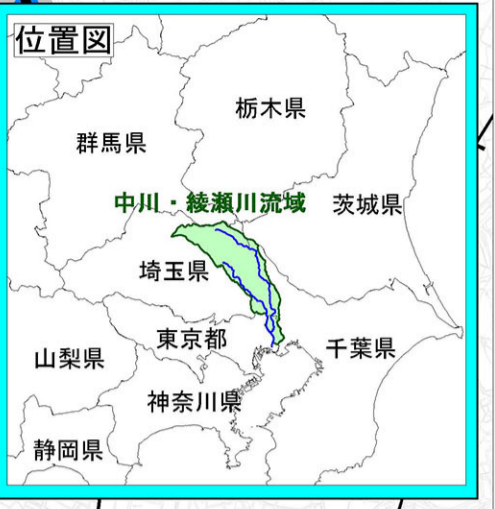 位置図
栃木県
群馬県
中川・綾瀬川流域
茨城県
埼玉県
東京都
千葉県
山梨県
神奈川県
静岡県